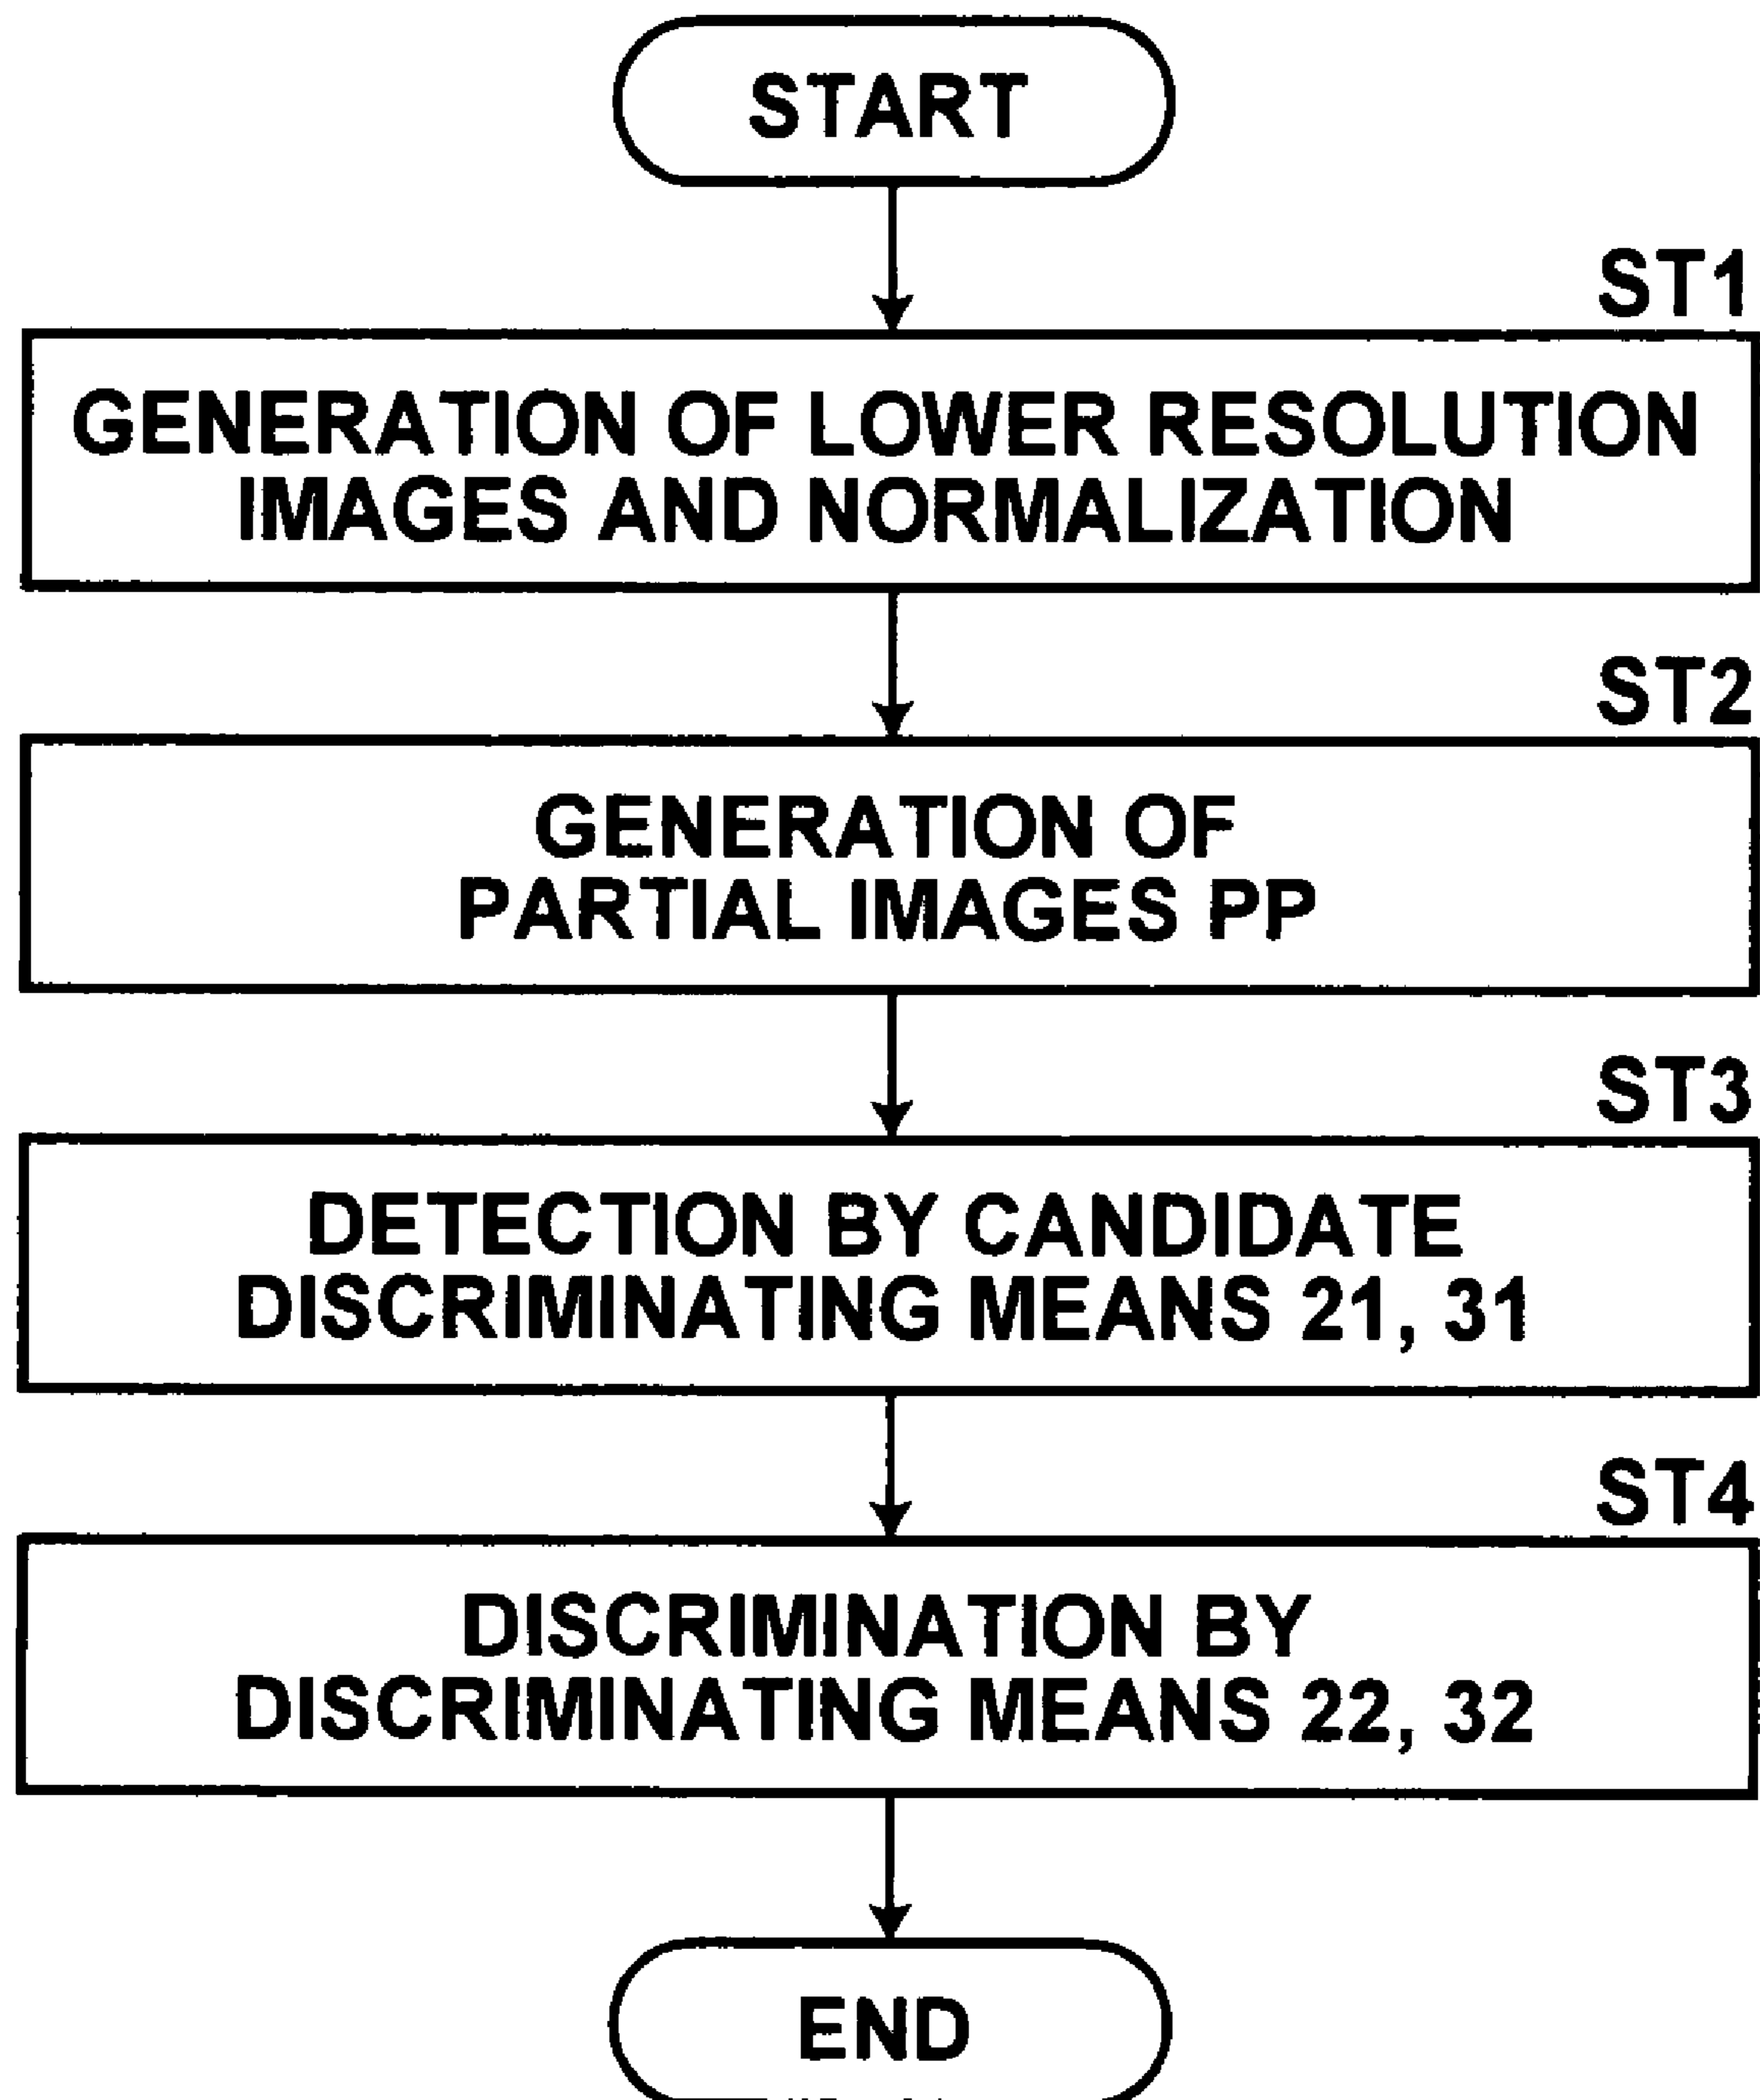 START
ST1
GENERATION OF LOWER RESOLUTION
IMAGES AND NORMALIZATION
ST2
GENERATION OF
PARTIAL IMAGES PP
ST3
DETECTION BY CANDIDATE
DISCRIMINATING MEANS 21, 31
ST4
DISCRIMINATION BY
DISCRIMINATING MEANS 22, 32
END